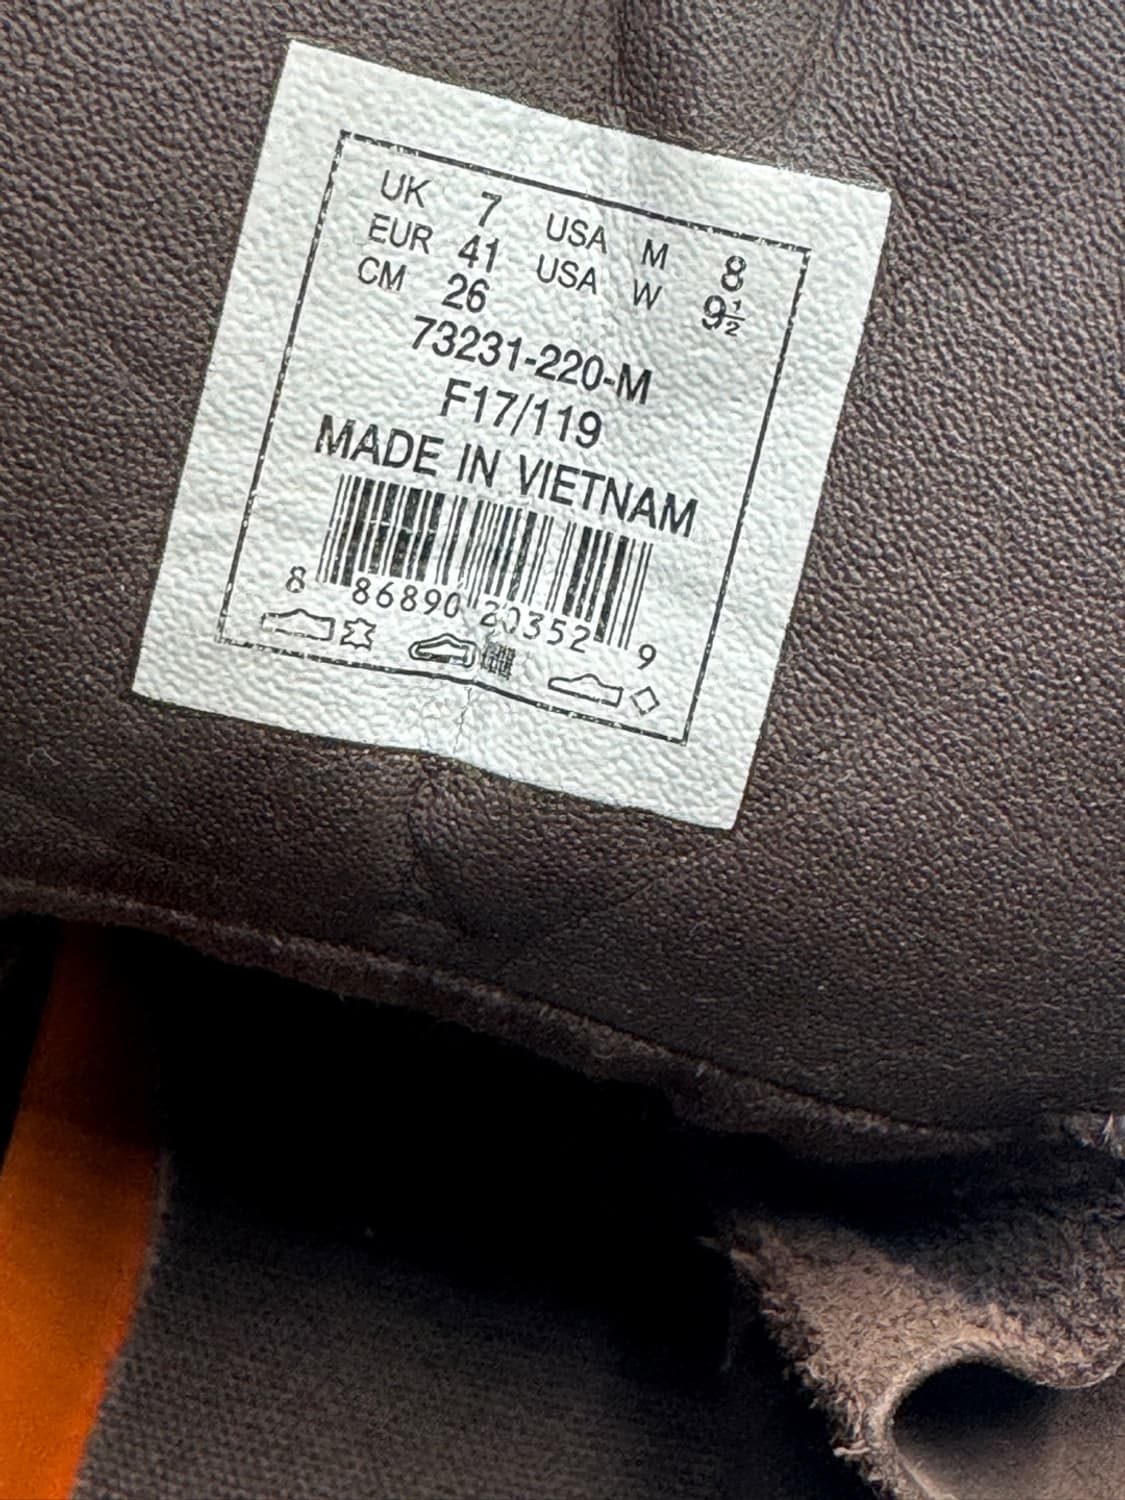 UK 7 USA M 8
EUR 41 USA W 9½
CM 26
73231-220-M
F17/119
MADE IN VIETNAM
8 86890 20352 9